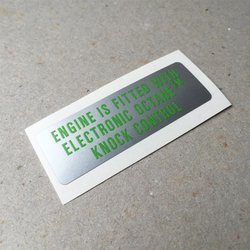 ENGINE IS FITTED WITH
ELECTRONIC OCTANE
KNOCK CONTROL